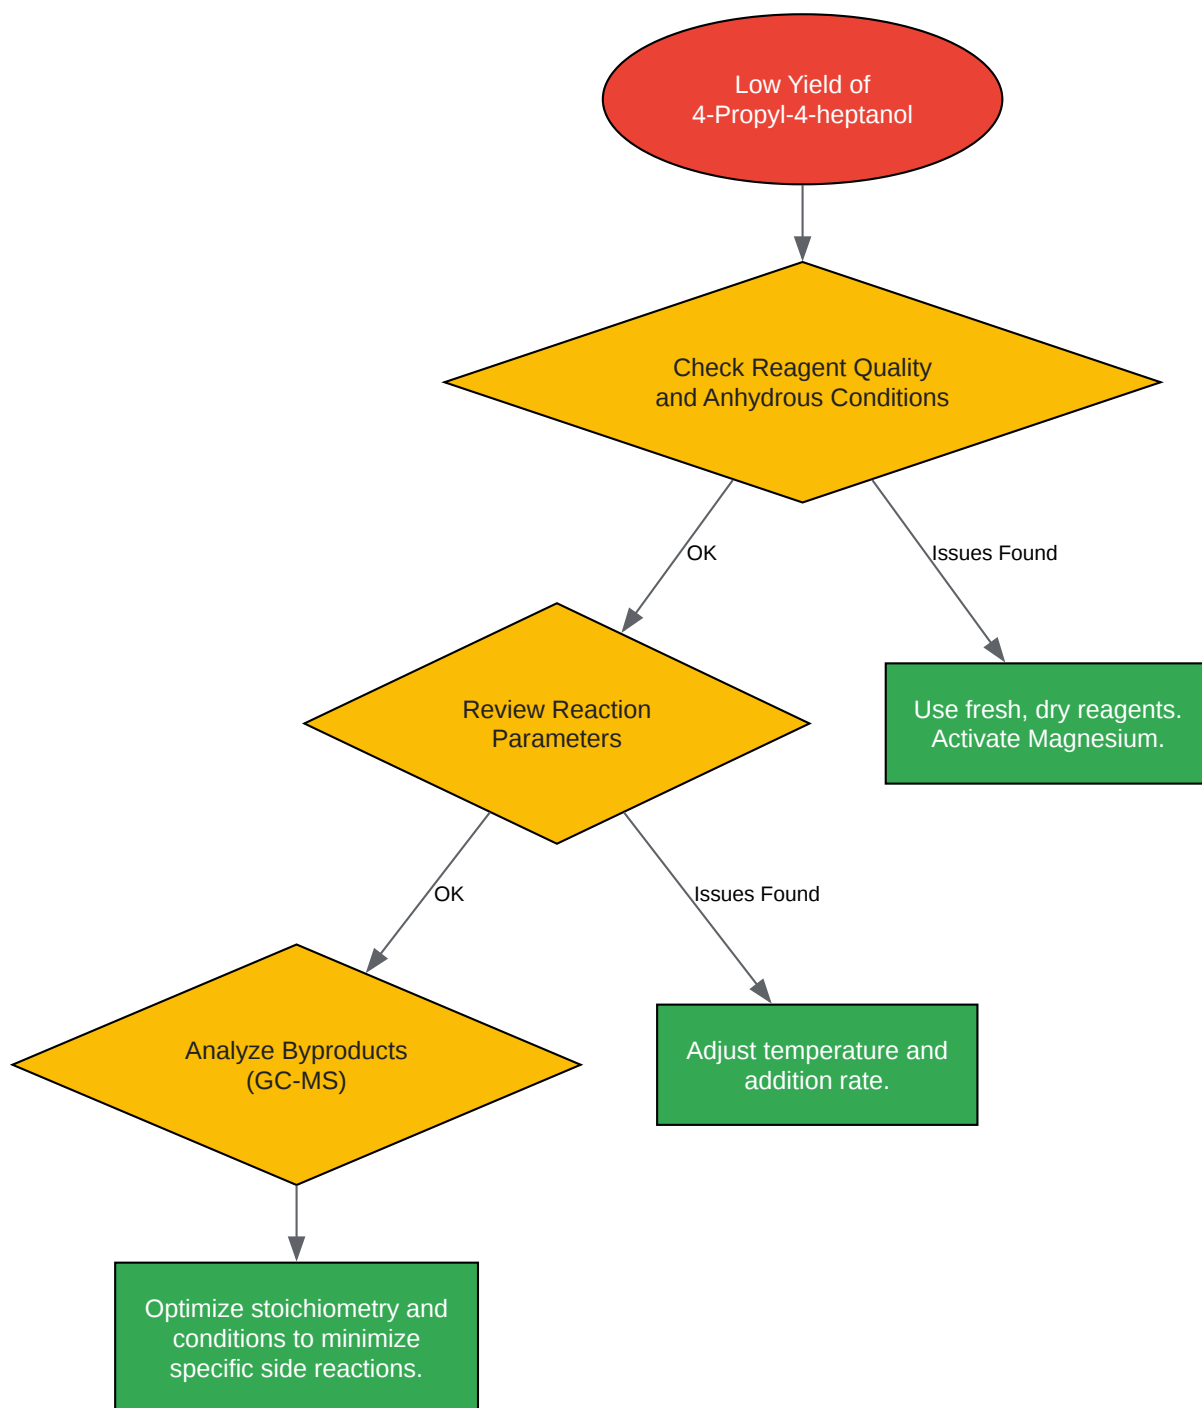 Low Yield of
4-Propyl-4-heptanol
Check Reagent Quality
and Anhydrous Conditions
OK
Issues Found
Review Reaction
Parameters
Use fresh, dry reagents.
Activate Magnesium.
OK
Issues Found
Analyze Byproducts
(GC-MS)
Adjust temperature and
addition rate.
Optimize stoichiometry and
conditions to minimize
specific side reactions.